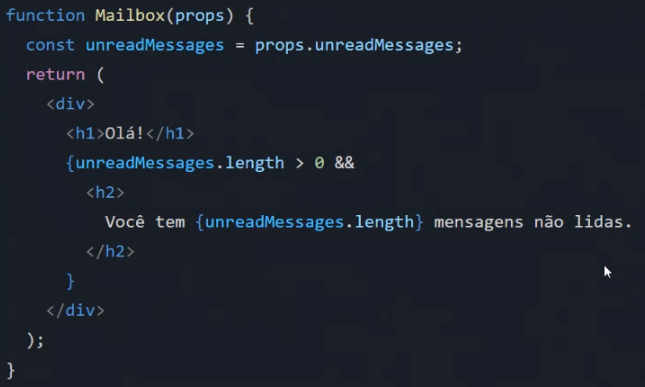 function Mailbox(props) {
  const unreadMessages = props.unreadMessages;
  return (
    <div>
      <h1>Olá!</h1>
      {unreadMessages.length > 0 &&
        <h2>
          Você tem {unreadMessages.length} mensagens não lidas.
        </h2>
      }
    </div>
  );
}